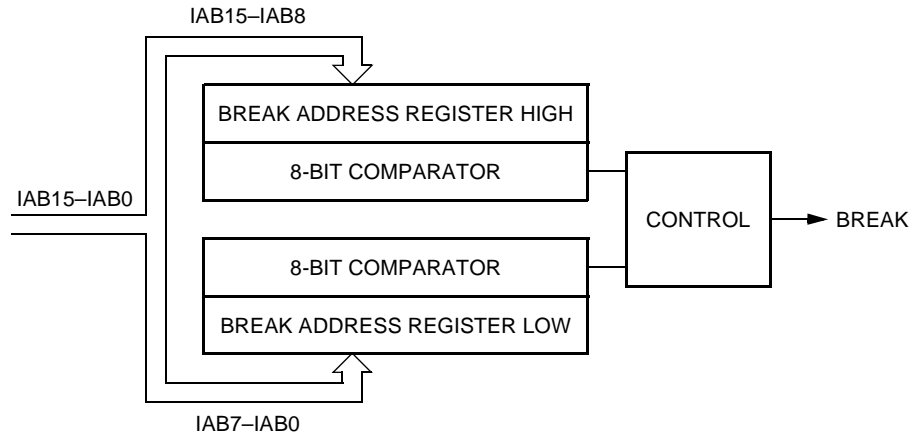 IAB15–IAB8
BREAK ADDRESS REGISTER HIGH
8-BIT COMPARATOR
IAB15–IAB0
CONTROL
BREAK
8-BIT COMPARATOR
BREAK ADDRESS REGISTER LOW
IAB7–IAB0